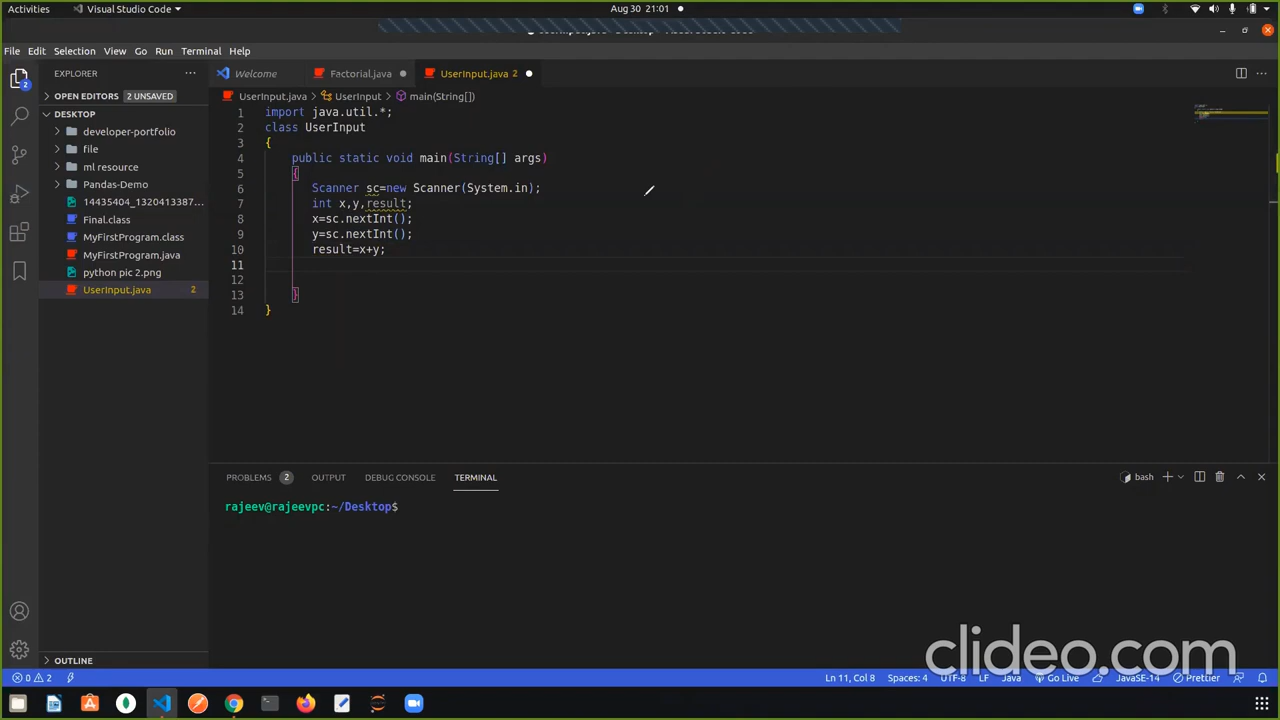 Activities
Visual Studio Code
Aug 30 21:01
File Edit Selection View Go Run Terminal Help
EXPLORER
Welcome
Factorial.java
UserInput.java 2
OPEN EDITORS 2 UNSAVED
UserInput.java > UserInput > main(String[])
DESKTOP
developer-portfolio
file
ml resource
Pandas-Demo
14435404_1320413387...
Final.class
MyFirstProgram.class
MyFirstProgram.java
python pic 2.png
UserInput.java 2
OUTLINE
2
1 import java.util.*;
2 class UserInput
3 {
4 public static void main(String[] args)
5 {
6 Scanner sc=new Scanner(System.in);
7 int x,y,result;
8 x=sc.nextInt();
9 y=sc.nextInt();
10 result=x+y;
11
12
13 }
14 }
PROBLEMS 2 OUTPUT DEBUG CONSOLE TERMINAL
bash
rajeev@rajeevpc:~/Desktop$
clideo.com
0 2
Ln 11, Col 8 Spaces: 4 UTF-8 LF Java Go Live JavaSE-14 Prettier